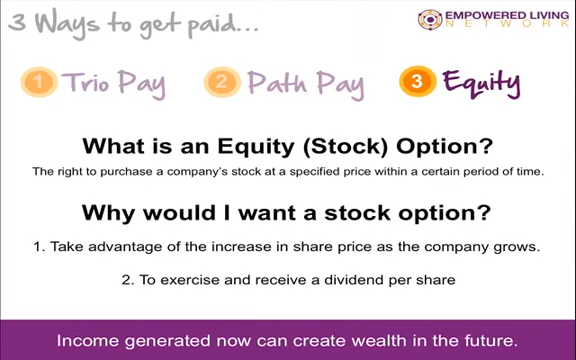 3 Ways to get paid...
EMPOWERED LIVING
NETWORK
1 Trio Pay 2 Path Pay 3 Equity
What is an Equity (Stock) Option?
The right to purchase a company's stock at a specified price within a certain period of time.
Why would I want a stock option?
1. Take advantage of the increase in share price as the company grows.
2. To exercise and receive a dividend per share
Income generated now can create wealth in the future.